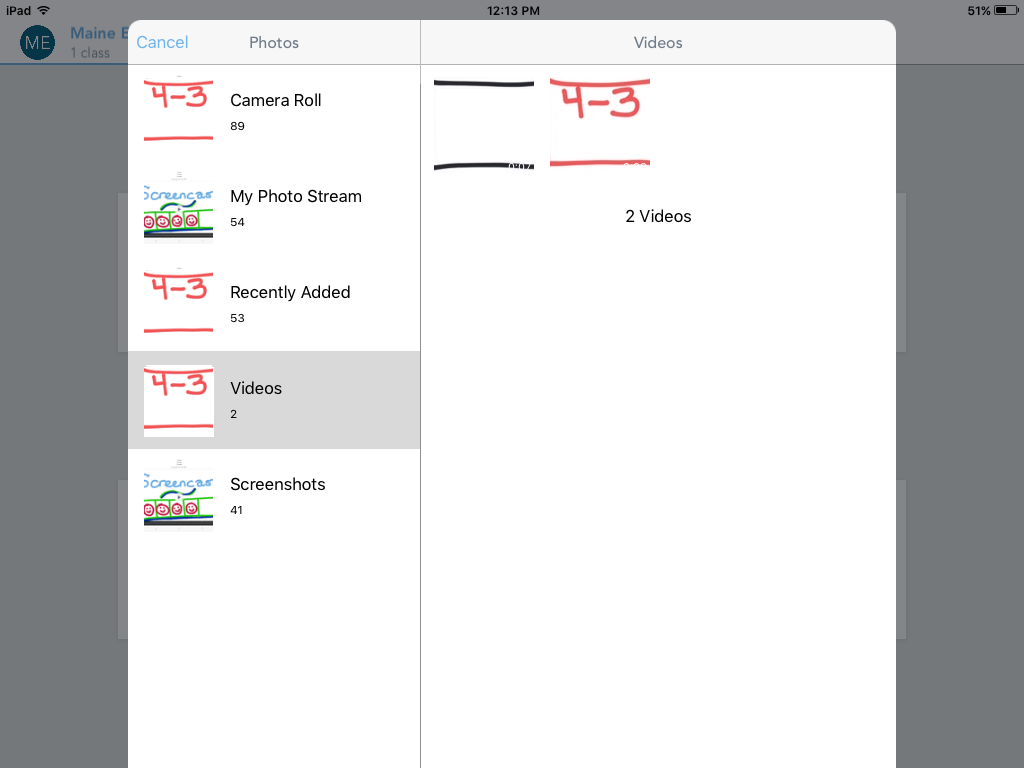 iPad 12:13 PM 51%
ME
Maine
1 class
Cancel Photos Videos
4-3
Camera Roll
89
Screencas
My Photo Stream
54
4-3
Recently Added
53
4-3
Videos
2
Screencas
Screenshots
41
4-3
2 Videos